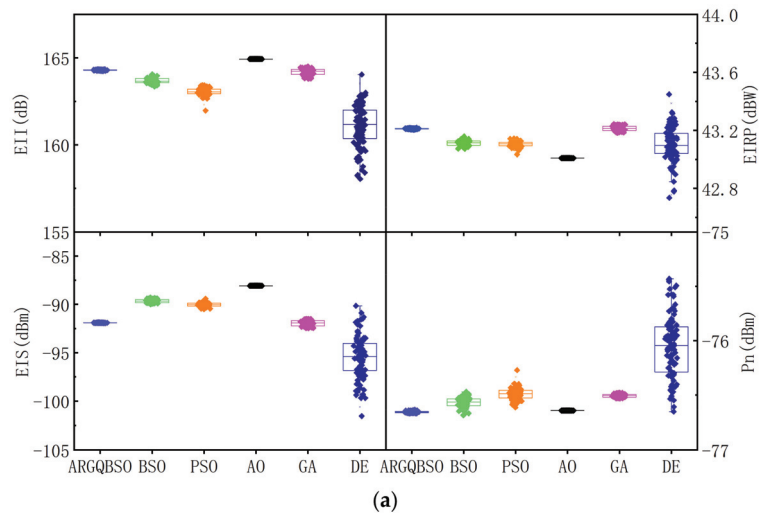 165
160
155
EII(dB)
44.0
43.6
43.2
42.8
EIRP(dBW)
-85
-90
-95
-100
-105
EIS(dBm)
-75
-76
-77
Pn(dBm)
ARGQBSO BSO PSO AO GA DE ARGQBSO BSO PSO AO GA DE
(a)